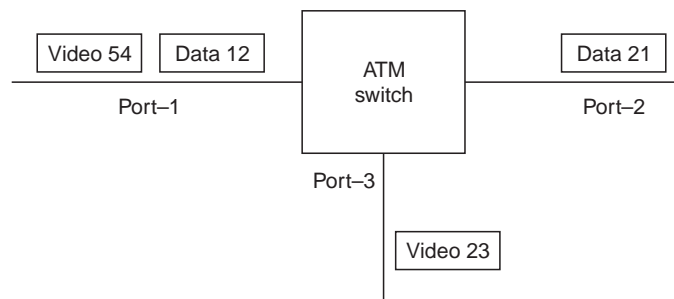 Video 54
Data 12
ATM
switch
Data 21
Port–1
Port–2
Port–3
Video 23